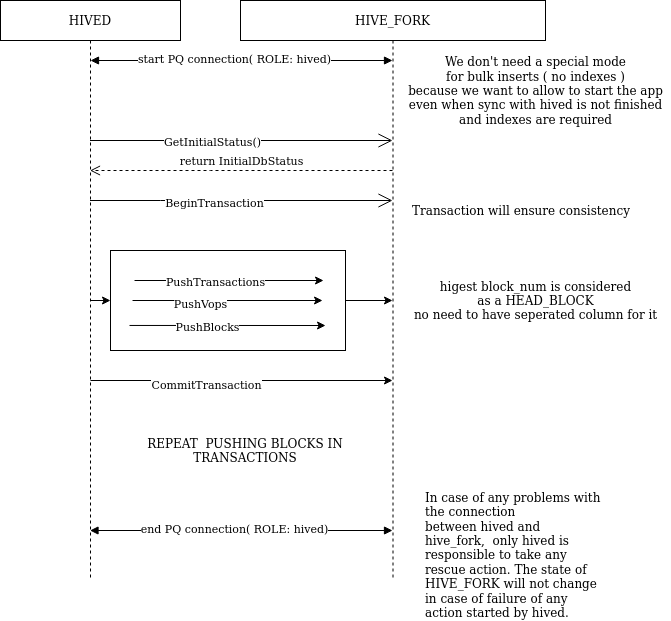 HIVED
HIVE_FORK
start PQ connection( ROLE: hived)
We don't need a special mode
for bulk inserts ( no indexes )
because we want to allow to start the app
even when sync with hived is not finished
and indexes are required
GetInitialStatus()
return InitialDbStatus
BeginTransaction
Transaction will ensure consistency
PushTransactions
PushVops
PushBlocks
higest block_num is considered
as a HEAD_BLOCK
no need to have seperated column for it
CommitTransaction
REPEAT PUSHING BLOCKS IN
TRANSACTIONS
end PQ connection( ROLE: hived)
In case of any problems with
the connection
between hived and
hive_fork, only hived is
responsible to take any
rescue action. The state of
HIVE_FORK will not change
in case of failure of any
action started by hived.